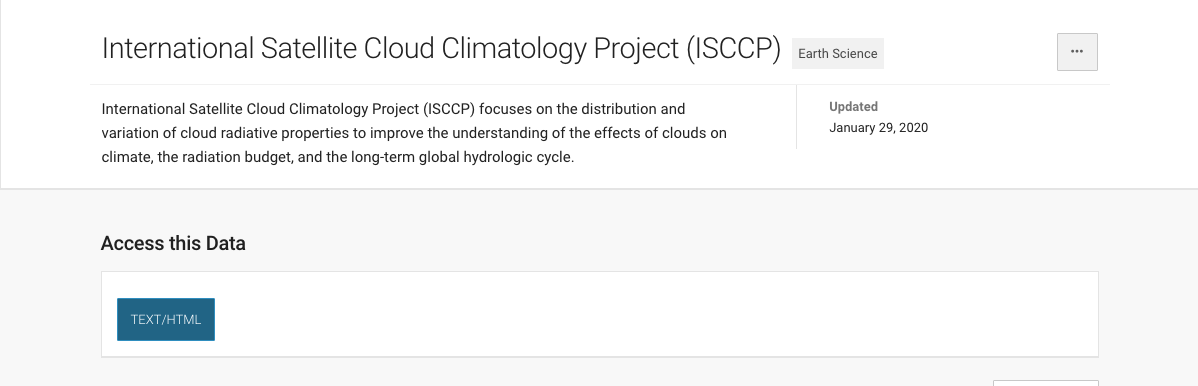 International Satellite Cloud Climatology Project (ISCCP) Earth Science
...
International Satellite Cloud Climatology Project (ISCCP) focuses on the distribution and
variation of cloud radiative properties to improve the understanding of the effects of clouds on
climate, the radiation budget, and the long-term global hydrologic cycle.
Updated
January 29, 2020
Access this Data
TEXT/HTML